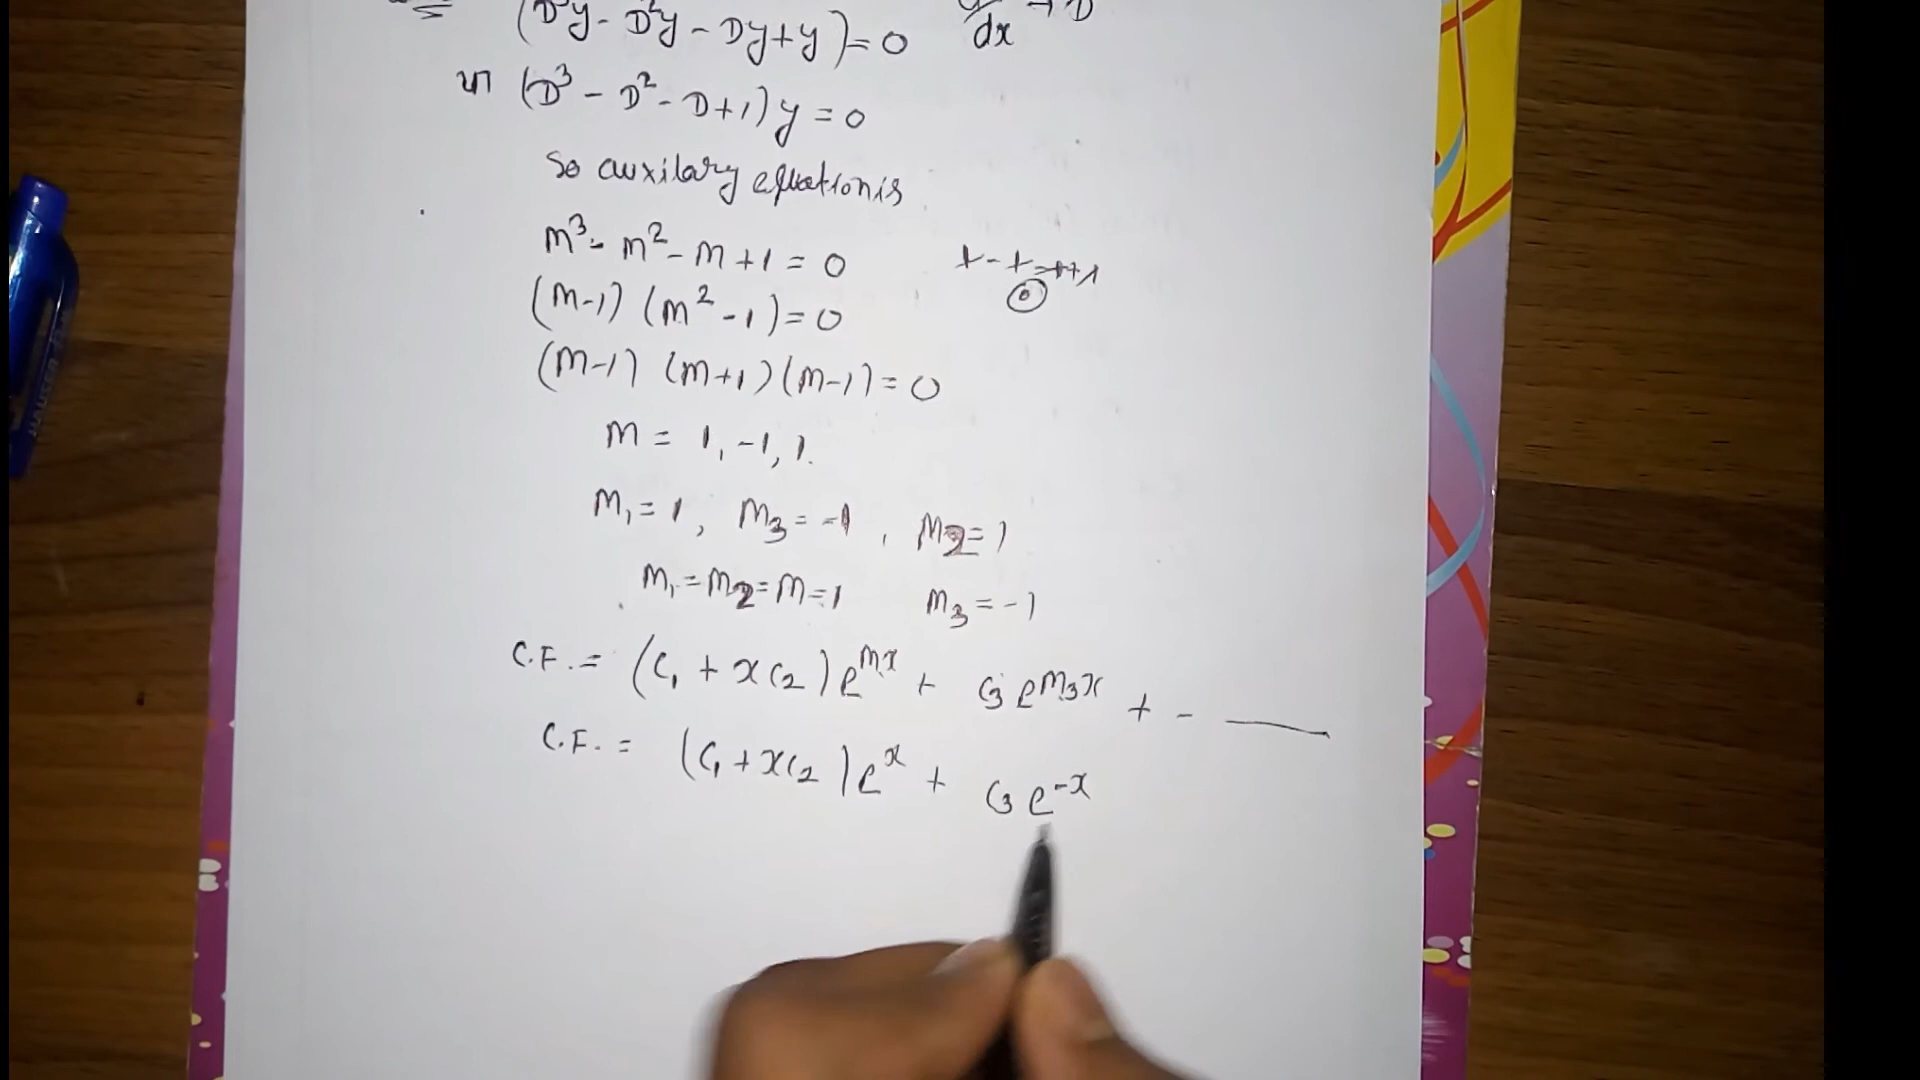 (D³y - D²y - Dy + y) = 0
dx → D
या (D³ - D² - D + 1) y = 0
So auxilary equation is
m³ - m² - m + 1 = 0
(m-1) (m² - 1) = 0
0
(m-1) (m+1) (m-1) = 0
m = 1, -1, 1.
m₁ = 1, m₃ = -1, m₂ = 1
m₁ = m₂ = m = 1 m₃ = -1
C.F. = (C₁ + xC₂) e^mx + C₃ e^m₃x + - —
C.F. = (C₁ + xC₂) e^x + C₃ e^-x